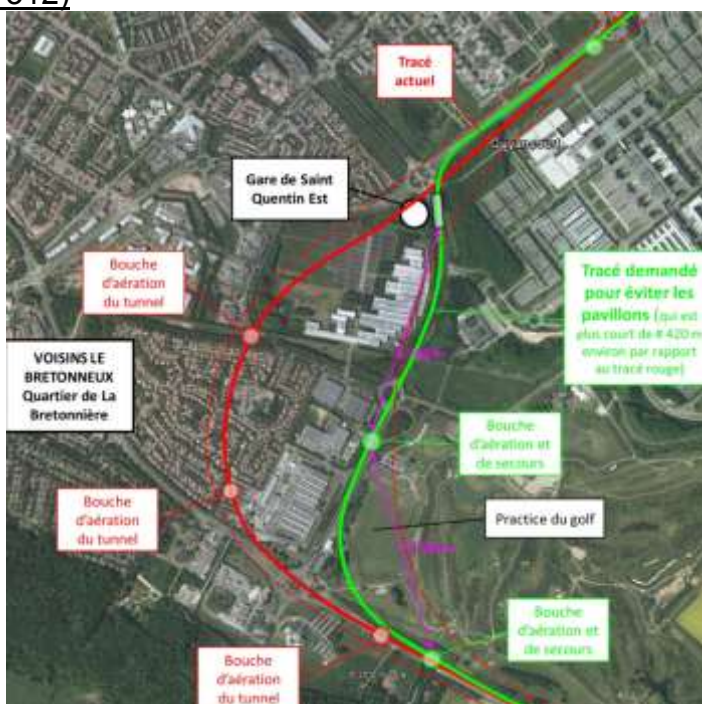 Tracé
actuel
Guyancourt
Gare de Saint
Quentin Est
Bouche
d'aération
du tunnel
Tracé demandé
pour éviter les
pavillons (qui est
plus court de # 420 m
environ par rapport
au tracé rouge)
VOISINS LE
BRETONNEUX
Quartier de La
Bretonnière
Bouche
d'aération et
de secours
Bouche
d'aération
du tunnel
Practice du golf
Bouche
d'aération et
de secours
Bouche
d'aération
du tunnel